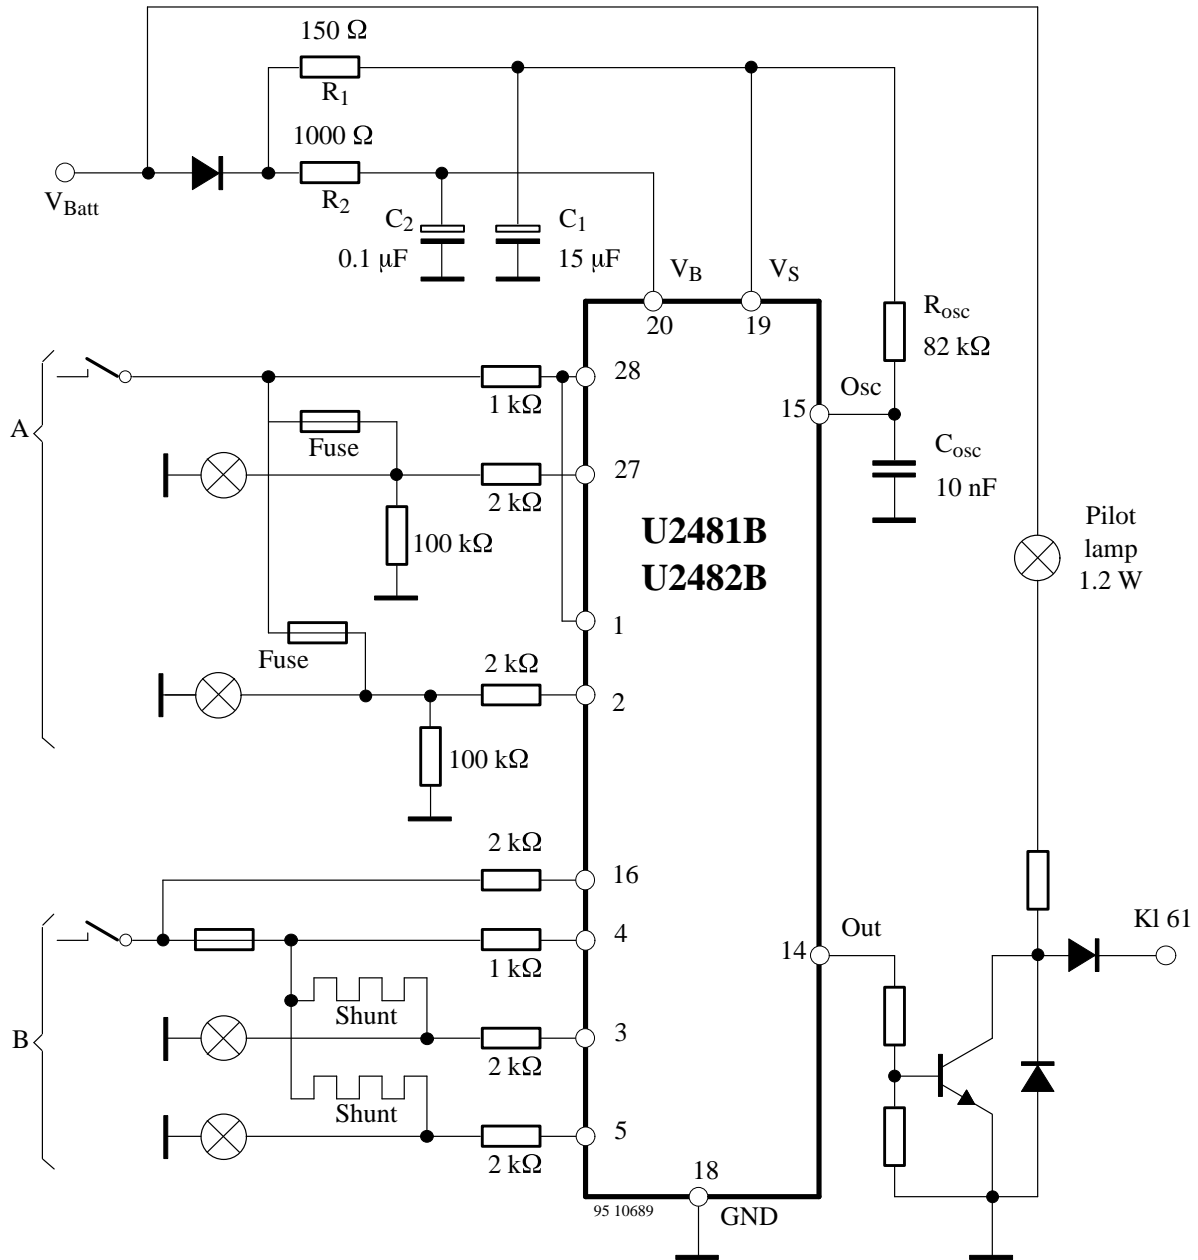 150 Ω
R1
1000 Ω
VBatt
R2
C2
C1
0.1 μF
15 μF
VB
VS
20
19
Rosc
82 kΩ
28
Osc
1 kΩ
15
A
Fuse
27
Cosc
2 kΩ
10 nF
U2481B
Pilot
100 kΩ
lamp
U2482B
1.2 W
1
Fuse
2 kΩ
2
100 kΩ
2 kΩ
16
Kl 61
4
Out
14
1 kΩ
Shunt
B
3
2 kΩ
Shunt
5
2 kΩ
18
95 10689
GND